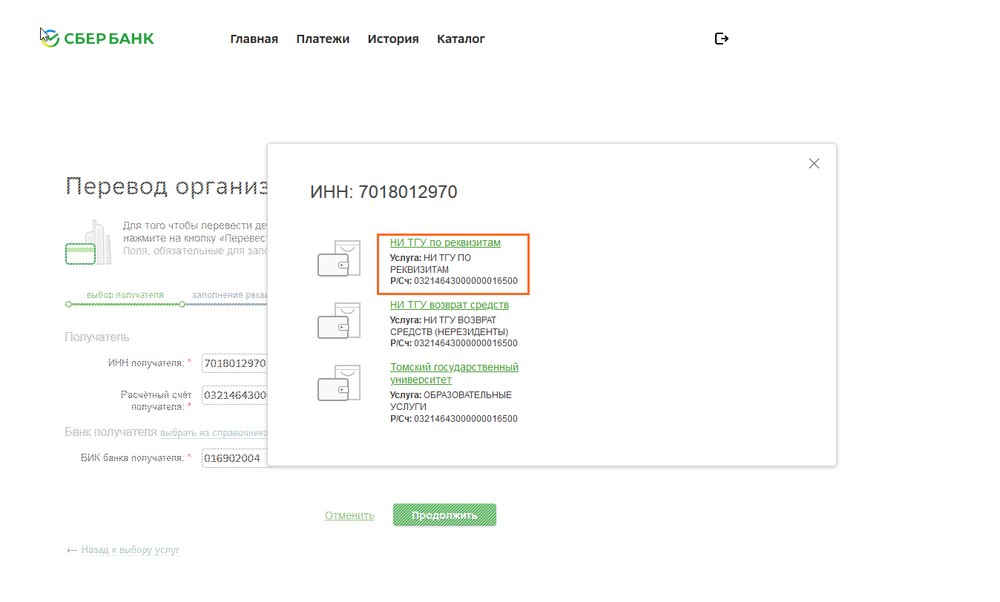 СБЕР БАНК
Главная Платежи История Каталог
Перевод организ
Для того чтобы перевести де
нажмите на кнопку «Перевес
Поля, обязательные для запо
выбор получателя заполнение рекви
Получатель
ИНН получателя: * 7018012970
Расчётный счёт
получателя: * 0321464300
Банк получателя выбрать из справочника
БИК банка получателя: * 016902004
ИНН: 7018012970
НИ ТГУ по реквизитам
Услуга: НИ ТГУ ПО
РЕКВИЗИТАМ
Р/Сч: 03214643000000016500
НИ ТГУ возврат средств
Услуга: НИ ТГУ ВОЗВРАТ
СРЕДСТВ (НЕРЕЗИДЕНТЫ)
Р/Сч: 03214643000000016500
Томский государственный
университет
Услуга: ОБРАЗОВАТЕЛЬНЫЕ
УСЛУГИ
Р/Сч: 03214643000000016500
Отменить Продолжить
← Назад к выбору услуг